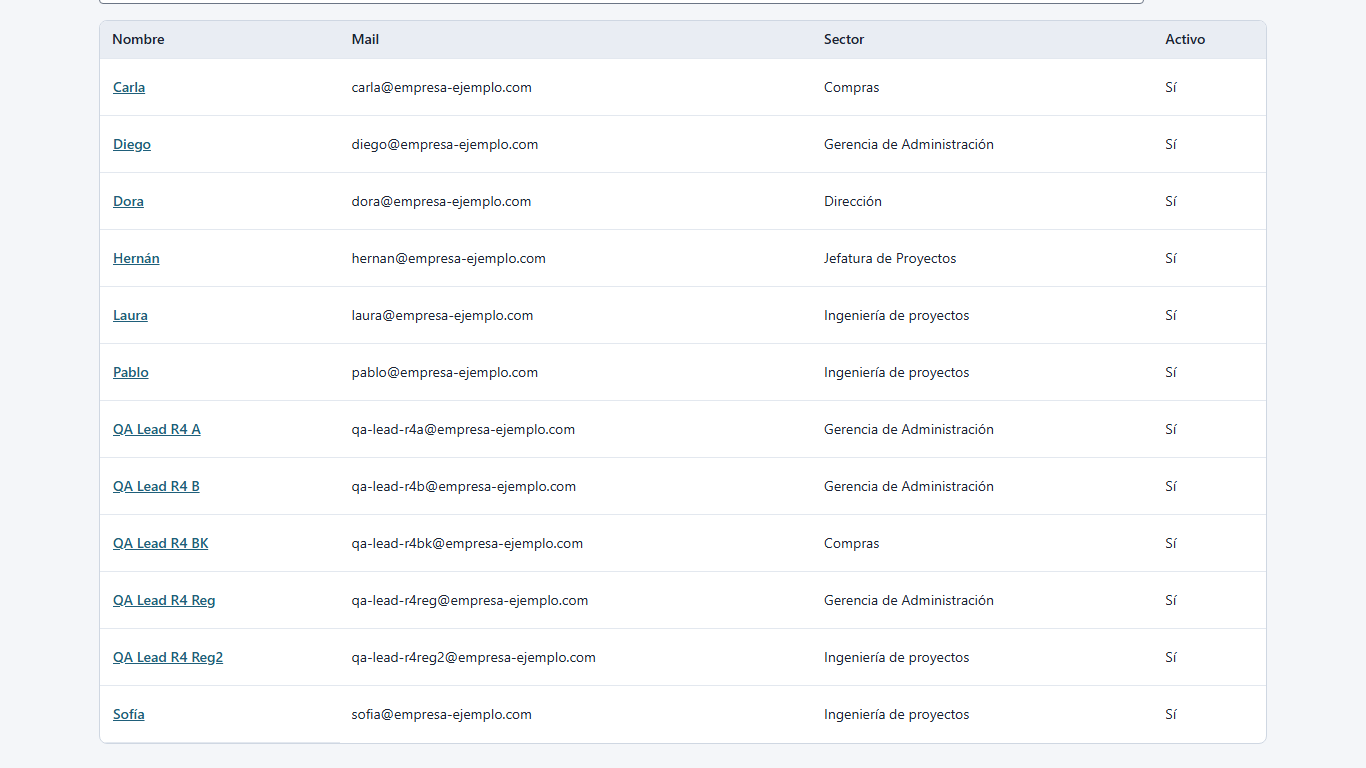 Nombre Mail Sector Activo
Carla carla@empresa-ejemplo.com Compras Sí
Diego diego@empresa-ejemplo.com Gerencia de Administración Sí
Dora dora@empresa-ejemplo.com Dirección Sí
Hernán hernan@empresa-ejemplo.com Jefatura de Proyectos Sí
Laura laura@empresa-ejemplo.com Ingeniería de proyectos Sí
Pablo pablo@empresa-ejemplo.com Ingeniería de proyectos Sí
QA Lead R4 A qa-lead-r4a@empresa-ejemplo.com Gerencia de Administración Sí
QA Lead R4 B qa-lead-r4b@empresa-ejemplo.com Gerencia de Administración Sí
QA Lead R4 BK qa-lead-r4bk@empresa-ejemplo.com Compras Sí
QA Lead R4 Reg qa-lead-r4reg@empresa-ejemplo.com Gerencia de Administración Sí
QA Lead R4 Reg2 qa-lead-r4reg2@empresa-ejemplo.com Ingeniería de proyectos Sí
Sofía sofia@empresa-ejemplo.com Ingeniería de proyectos Sí